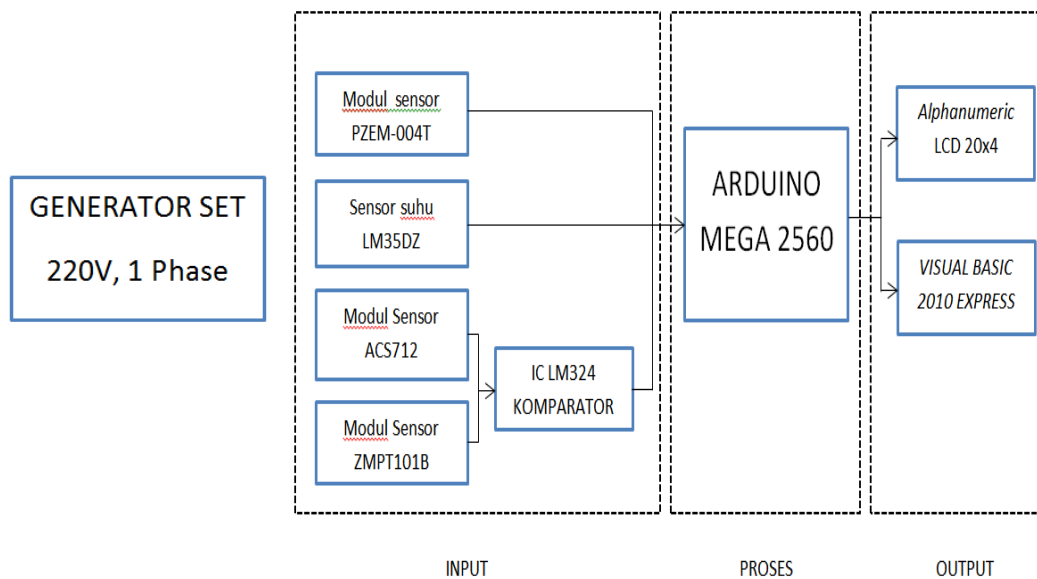 GENERATOR SET
220V, 1 Phase
Modul sensor
PZEM-004T
Sensor suhu
LM35DZ
Modul Sensor
ACS712
Modul Sensor
ZMPT101B
IC LM324
KOMPARATOR
ARDUINO
MEGA 2560
Alphanumeric
LCD 20x4
VISUAL BASIC
2010 EXPRESS
INPUT
PROSES
OUTPUT